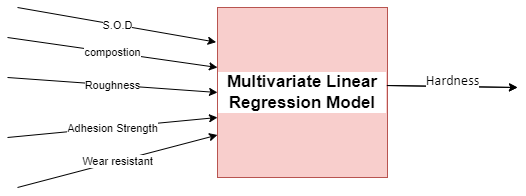 S.O.D
compostion
Roughness
Adhesion Strength
Wear resistant
Multivariate Linear
Regression Model
Hardness